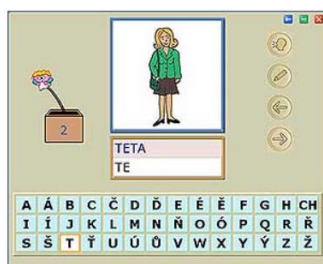 2
TETA
TE
A Á B C Č D Ď E É Ě F G H CH
I Í J K L M N Ň O Ó P Q R Ř
S Š T Ť U Ú Ů V W X Y Ý Z Ž